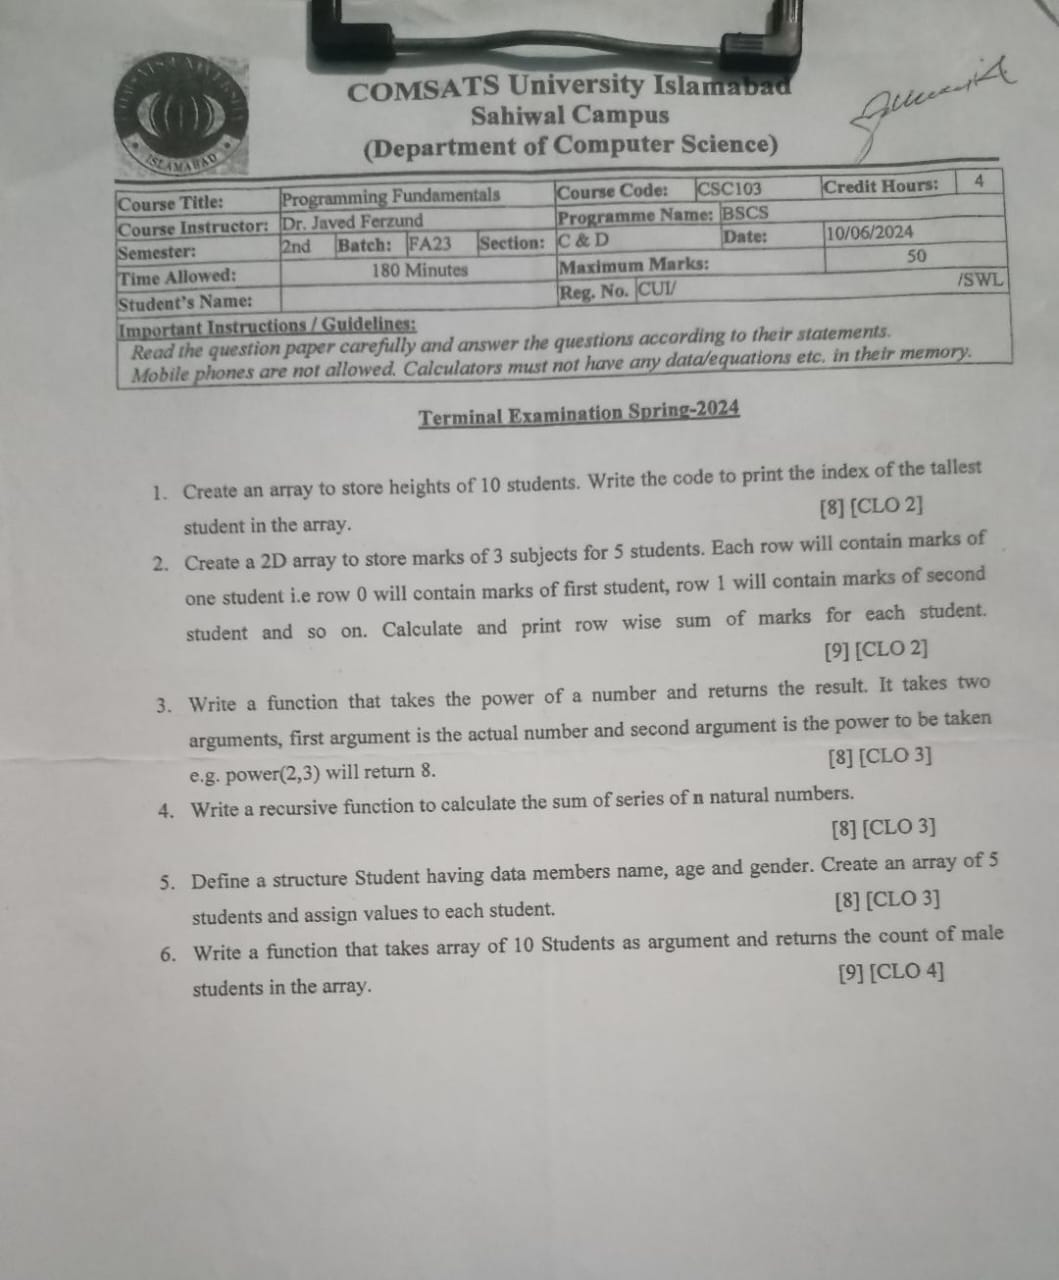 COMSATS University Islamabad
Sahiwal Campus
(Department of Computer Science)
ISLAMABAD
Course Title: Programming Fundamentals Course Code: CSC103 Credit Hours: 4
Course Instructor: Dr. Javed Ferzund Programme Name: BSCS
Semester: 2nd Batch: FA23 Section: C & D Date: 10/06/2024
Time Allowed: 180 Minutes Maximum Marks: 50
Student's Name: Reg. No. CUI/ /SWL
Important Instructions / Guidelines:
Read the question paper carefully and answer the questions according to their statements.
Mobile phones are not allowed. Calculators must not have any data/equations etc. in their memory.
Terminal Examination Spring-2024
1. Create an array to store heights of 10 students. Write the code to print the index of the tallest
student in the array. [8] [CLO 2]
2. Create a 2D array to store marks of 3 subjects for 5 students. Each row will contain marks of
one student i.e row 0 will contain marks of first student, row 1 will contain marks of second
student and so on. Calculate and print row wise sum of marks for each student.
[9] [CLO 2]
3. Write a function that takes the power of a number and returns the result. It takes two
arguments, first argument is the actual number and second argument is the power to be taken
e.g. power(2,3) will return 8. [8] [CLO 3]
4. Write a recursive function to calculate the sum of series of n natural numbers.
[8] [CLO 3]
5. Define a structure Student having data members name, age and gender. Create an array of 5
students and assign values to each student. [8] [CLO 3]
6. Write a function that takes array of 10 Students as argument and returns the count of male
students in the array. [9] [CLO 4]